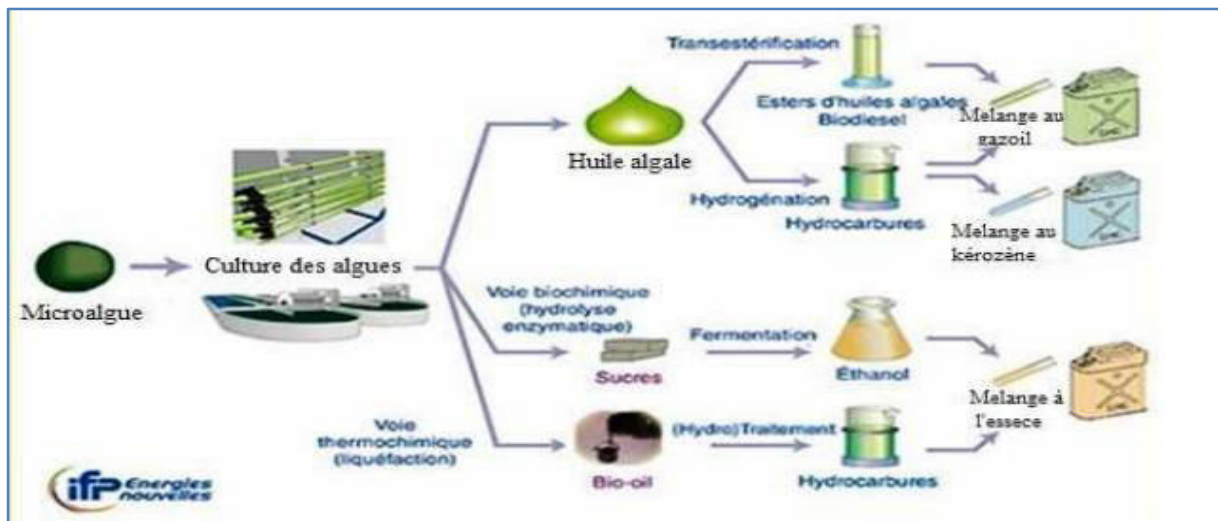 Transestérification
Esters d'huiles algales
Biodiesel
Melange au
gazoil
Huile algale
Hydrogénation
Hydrocarbures
Melange au
kérozène
Culture des algues
Microalgue
Voie biochimique
(hydrolyse
enzymatique)
Sucres
Fermentation
Éthanol
Melange à
l'essece
Voie
thermochimique
(liquéfaction)
Bio-oil
(Hydro)Traitement
Hydrocarbures
ifp Energies
nouvelles